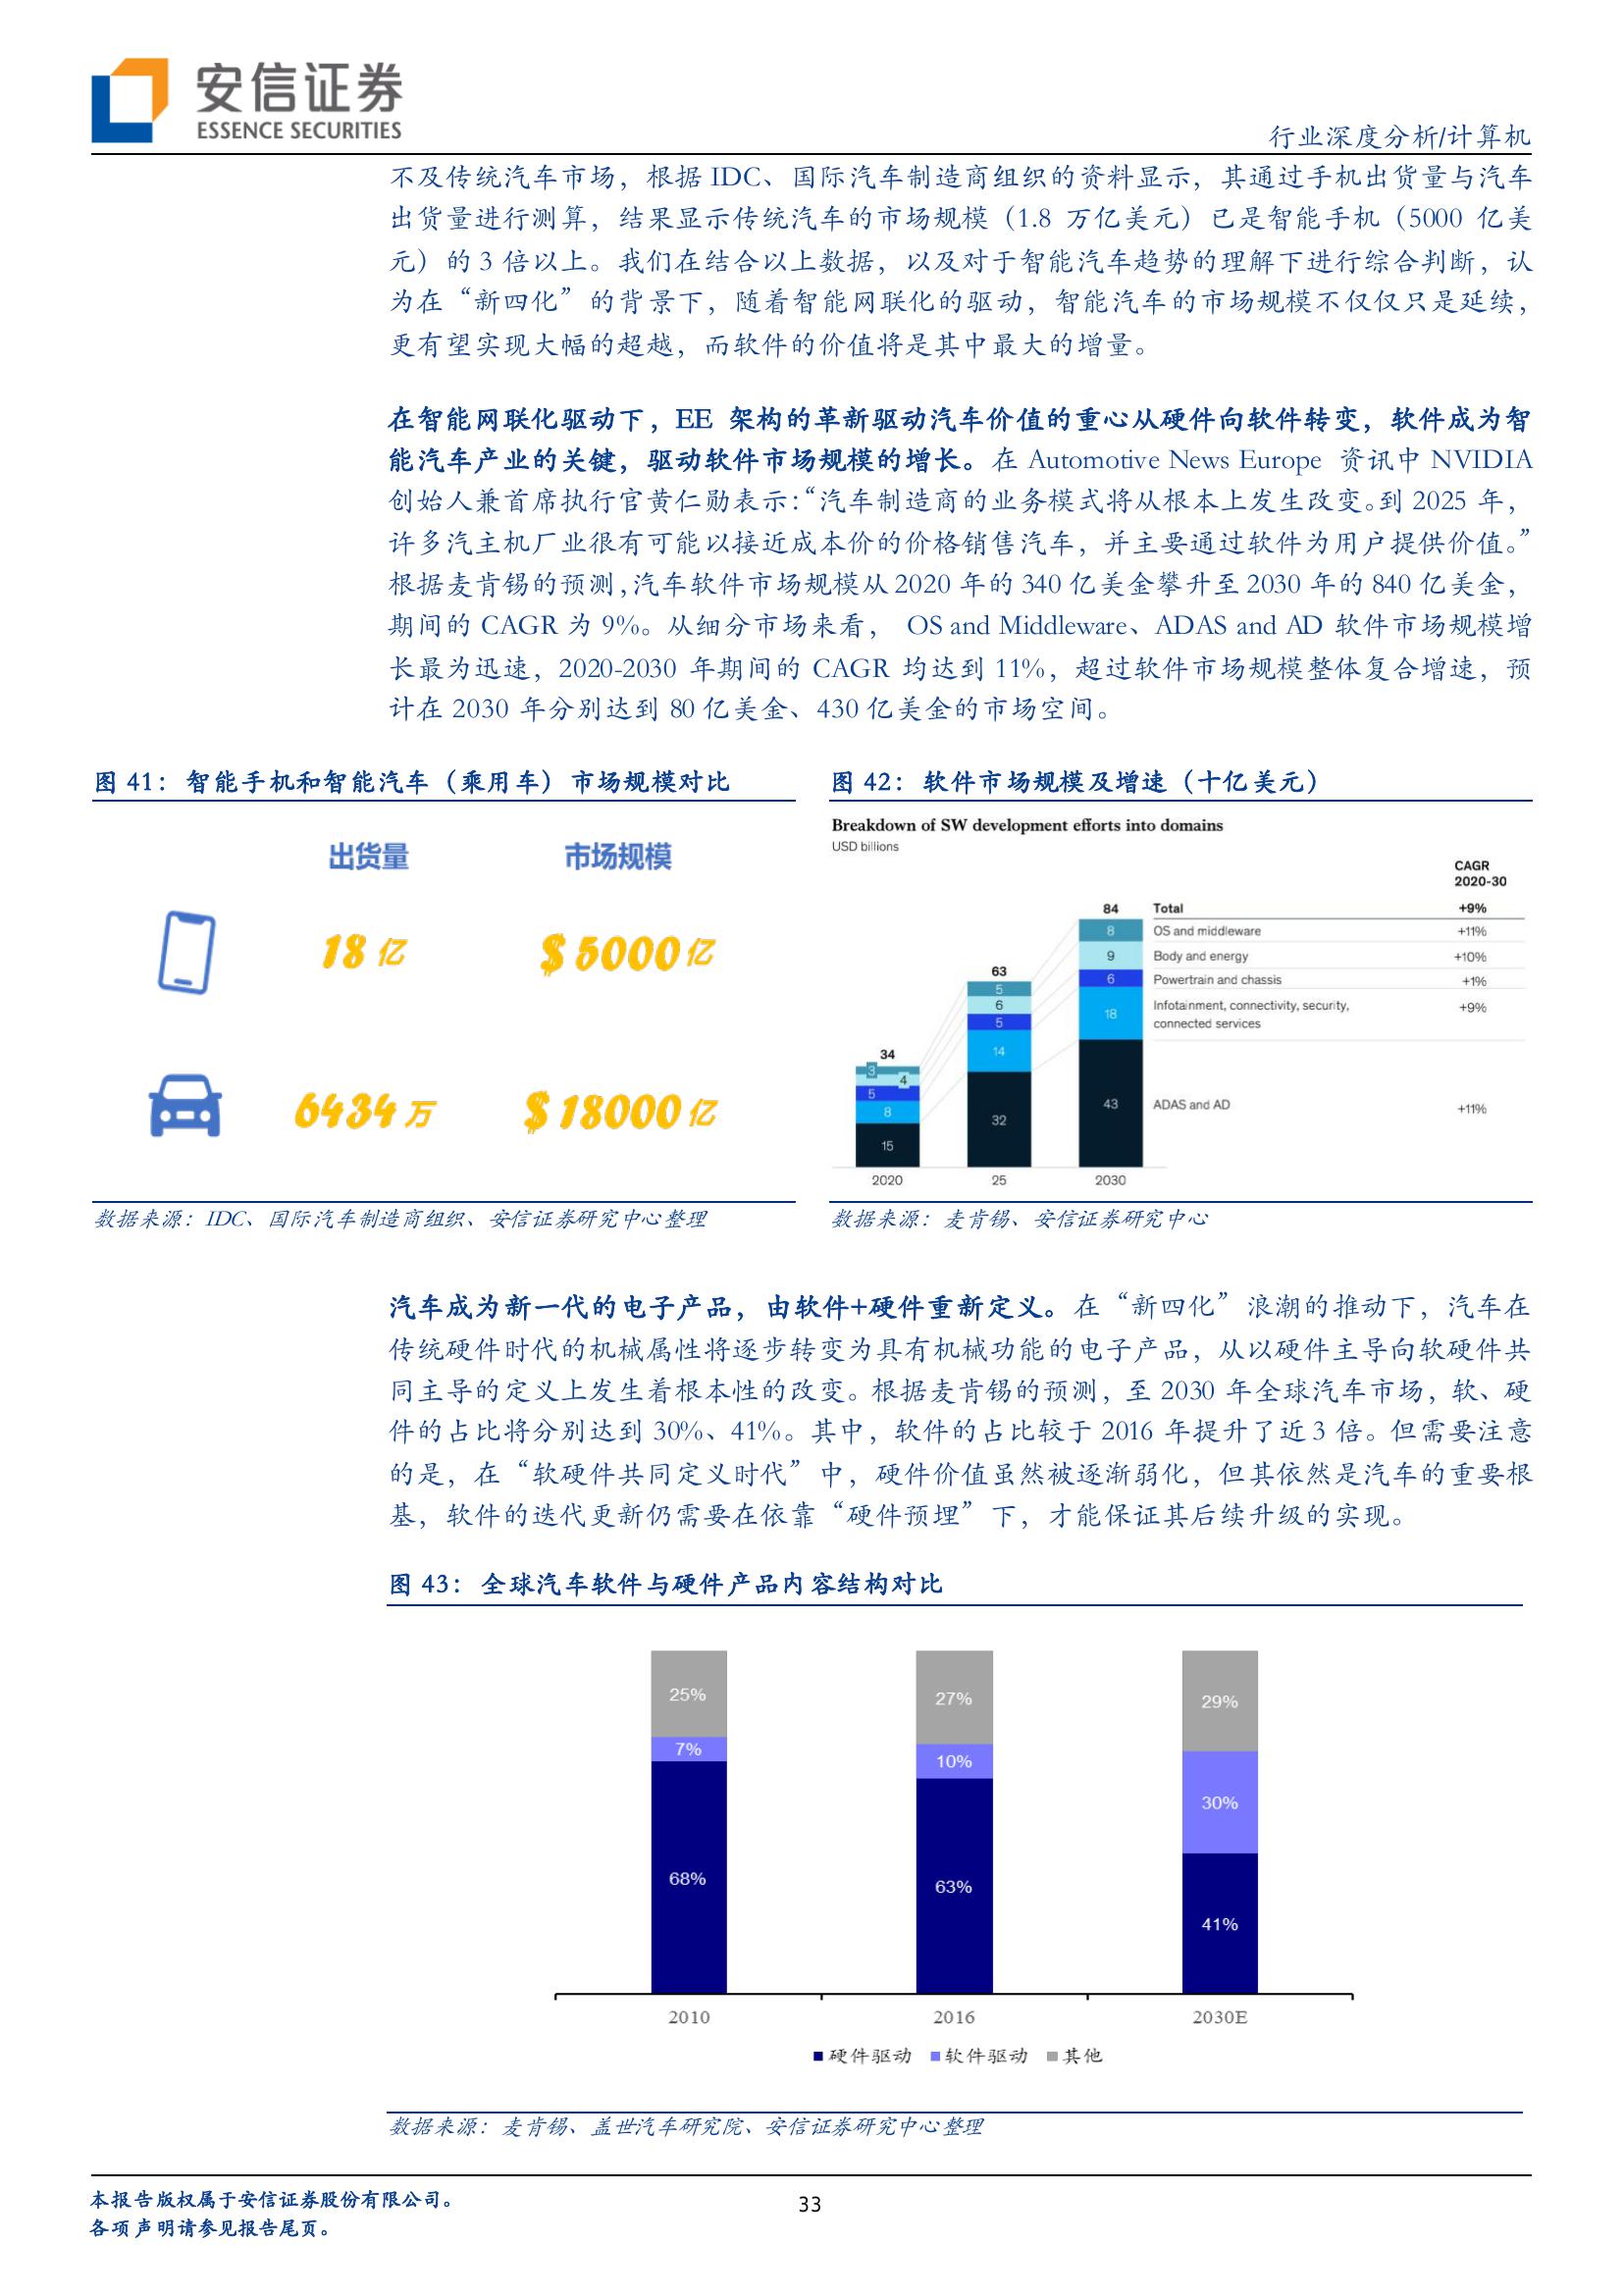 安信证券
ESSENCE SECURITIES
行业深度分析/计算机
不及传统汽车市场，根据 IDC、国际汽车制造商组织的资料显示，其通过手机出货量与汽车
出货量进行测算，结果显示传统汽车的市场规模（1.8 万亿美元）已是智能手机（5000 亿美
元）的 3 倍以上。我们在结合以上数据，以及对于智能汽车趋势的理解下进行综合判断，认
为在“新四化”的背景下，随着智能网联化的驱动，智能汽车的市场规模不仅仅只是延续，
更有望实现大幅的超越，而软件的价值将是其中最大的增量。
在智能网联化驱动下，EE 架构的革新驱动汽车价值的重心从硬件向软件转变，软件成为智
能汽车产业的关键，驱动软件市场规模的增长。在 Automotive News Europe 资讯中 NVIDIA
创始人兼首席执行官黄仁勋表示：“汽车制造商的业务模式将从根本上发生改变。到 2025 年，
许多汽主机厂业很有可能以接近成本价的价格销售汽车，并主要通过软件为用户提供价值。”
根据麦肯锡的预测，汽车软件市场规模从 2020 年的 340 亿美金攀升至 2030 年的 840 亿美金，
期间的 CAGR 为 9%。从细分市场来看， OS and Middleware、ADAS and AD 软件市场规模增
长最为迅速，2020-2030 年期间的 CAGR 均达到 11%，超过软件市场规模整体复合增速，预
计在 2030 年分别达到 80 亿美金、430 亿美金的市场空间。
图 41：智能手机和智能汽车（乘用车）市场规模对比
出货量 市场规模
18 亿 $ 5000 亿
6434 万 $ 18000 亿
数据来源：IDC、国际汽车制造商组织、安信证券研究中心整理
图 42：软件市场规模及增速（十亿美元）
Breakdown of SW development efforts into domains
USD billions
CAGR
2020-30
84 Total +9%
8 OS and middleware +11%
9 Body and energy +10%
6 Powertrain and chassis +1%
18 Infotainment, connectivity, security, +9%
connected services
43 ADAS and AD +11%
63
5
6
5
14
32
34
3
4
5
8
15
2020 25 2030
数据来源：麦肯锡、安信证券研究中心
汽车成为新一代的电子产品，由软件+硬件重新定义。在“新四化”浪潮的推动下，汽车在
传统硬件时代的机械属性将逐步转变为具有机械功能的电子产品，从以硬件主导向软硬件共
同主导的定义上发生着根本性的改变。根据麦肯锡的预测，至 2030 年全球汽车市场，软、硬
件的占比将分别达到 30%、41%。其中，软件的占比较于 2016 年提升了近 3 倍。但需要注意
的是，在“软硬件共同定义时代”中，硬件价值虽然被逐渐弱化，但其依然是汽车的重要根
基，软件的迭代更新仍需要在依靠“硬件预埋”下，才能保证其后续升级的实现。
图 43：全球汽车软件与硬件产品内容结构对比
25% 27% 29%
7% 10% 30%
68% 63% 41%
2010 2016 2030E
硬件驱动 软件驱动 其他
数据来源：麦肯锡、盖世汽车研究院、安信证券研究中心整理
本报告版权属于安信证券股份有限公司。
33
各项声明请参见报告尾页。